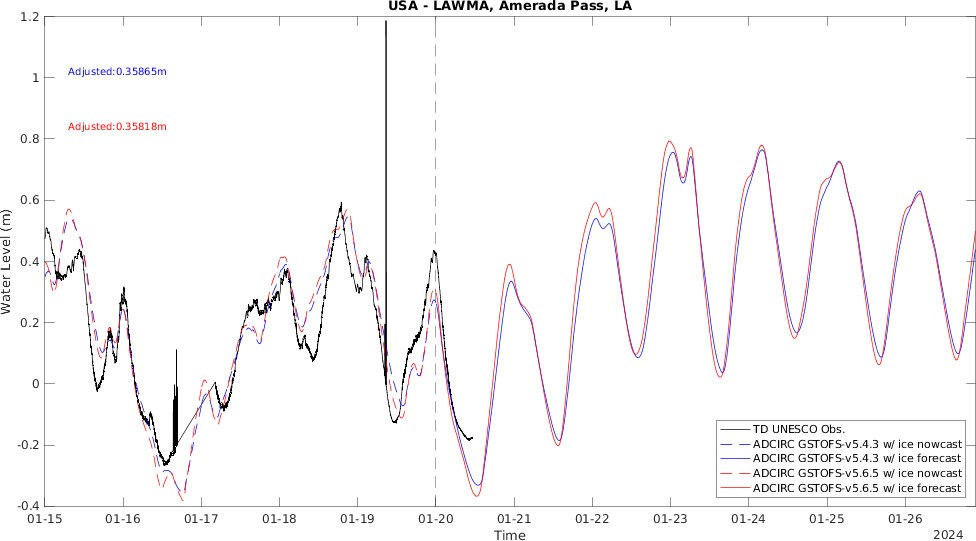 USA - LAWMA, Amerada Pass, LA
1.2
1
0.8
0.6
0.4
0.2
0
-0.2
-0.4
Water Level (m)
Adjusted:0.35865m
Adjusted:0.35818m
TD UNESCO Obs.
ADCIRC GSTOFS-v5.4.3 w/ ice nowcast
ADCIRC GSTOFS-v5.4.3 w/ ice forecast
ADCIRC GSTOFS-v5.6.5 w/ ice nowcast
ADCIRC GSTOFS-v5.6.5 w/ ice forecast
01-15 01-16 01-17 01-18 01-19 01-20 01-21 01-22 01-23 01-24 01-25 01-26
Time
2024